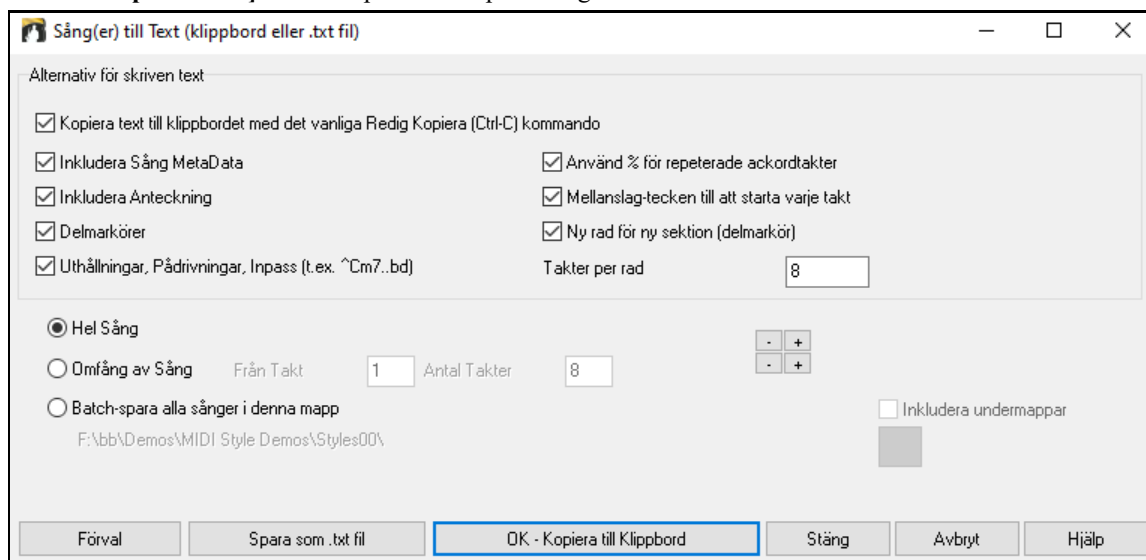 Sång(er) till Text (klippbord eller .txt fil)
Alternativ för skriven text
Kopiera text till klippbordet med det vanliga Redig Kopiera (Ctrl-C) kommando
Inkludera Sång MetaData
Använd % för repeterade ackordtakter
Inkludera Anteckning
Mellanslag-tecken till att starta varje takt
Delmarkörer
Ny rad för ny sektion (delmarkör)
Uthållningar, Pådrivningar, Inpass (t.ex. ^Cm7..bd)
Takter per rad 8
Hel Sång
- +
Omfång av Sång Från Takt 1 Antal Takter 8
- +
Batch-spara alla sånger i denna mapp
Inkludera undermappar
F:\bb\Demos\MIDI Style Demos\Styles00\
Förval Spara som .txt fil OK - Kopiera till Klippbord Stäng Avbryt Hjälp